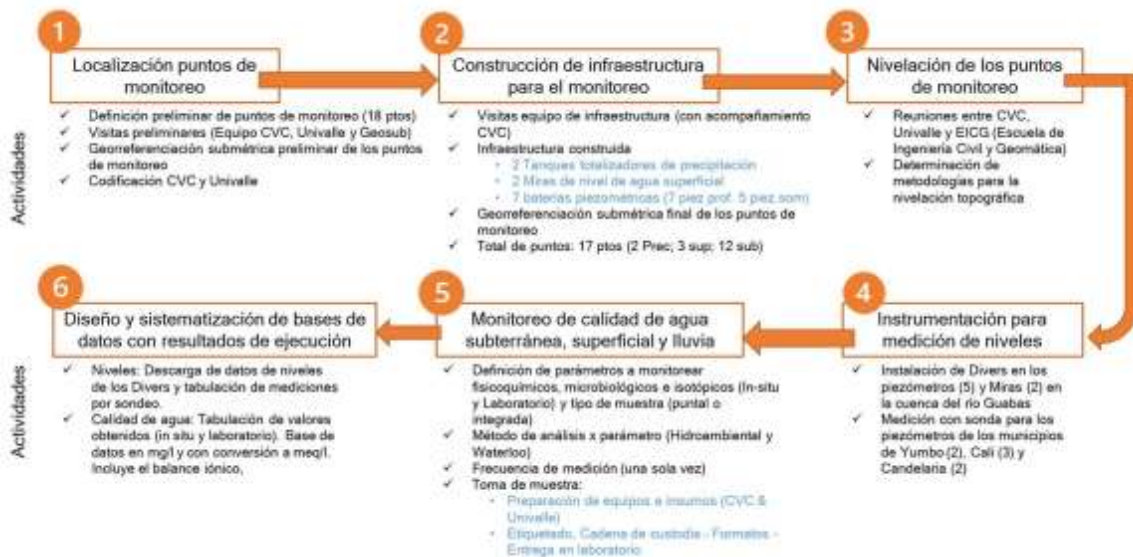 1
Localización puntos de
monitoreo
✓ Definición preliminar de puntos de monitoreo (18 ptos)
✓ Visitas preliminares (Equipo CVC, Univalle y Geosub)
✓ Georreferenciación submétrica preliminar de los puntos
de monitoreo
✓ Codificación CVC y Univalle
2
Construcción de infraestructura
para el monitoreo
✓ Visitas equipo de infraestructura (con acompañamiento
CVC)
✓ Infraestructura construida
• 2 Tanques totalizadores de precipitación
• 2 Miras de nivel de agua superficial
• 7 baterías piezométricas (7 piez prof. 5 piez som)
✓ Georreferenciación submétrica final de los puntos de
monitoreo
✓ Total de puntos: 17 ptos (2 Prec; 3 sup; 12 sub)
3
Nivelación de los puntos
de monitoreo
✓ Reuniones entre CVC,
Univalle y EICG (Escuela de
Ingeniería Civil y Geomática)
✓ Determinación de
metodologías para la
nivelación topográfica
Actividades
4
Instrumentación para
medición de niveles
✓ Instalación de Divers en los
piezómetros (5) y Miras (2) en
la cuenca del río Guabas
✓ Medición con sonda para los
piezómetros de los municipios
de Yumbo (2), Cali (3) y
Candelaria (2)
5
Monitoreo de calidad de agua
subterránea, superficial y lluvia
✓ Definición de parámetros a monitorear
fisicoquímicos, microbiológicos e isotópicos (In-situ
y Laboratorio) y tipo de muestra (puntal o
integrada)
✓ Método de análisis x parámetro (Hidroambiental y
Waterloo)
✓ Frecuencia de medición (una sola vez)
✓ Toma de muestra:
• Preparación de equipos e insumos (CVC &
Univalle)
• Etiquetado, Cadena de custodia - Formatos -
Entrega en laboratorio
6
Diseño y sistematización de bases de
datos con resultados de ejecución
✓ Niveles: Descarga de datos de niveles
de los Divers y tabulación de mediciones
por sondeo.
✓ Calidad de agua: Tabulación de valores
obtenidos (in situ y laboratorio). Base de
datos en mg/l y con conversión a meq/l.
Incluye el balance iónico,
Actividades